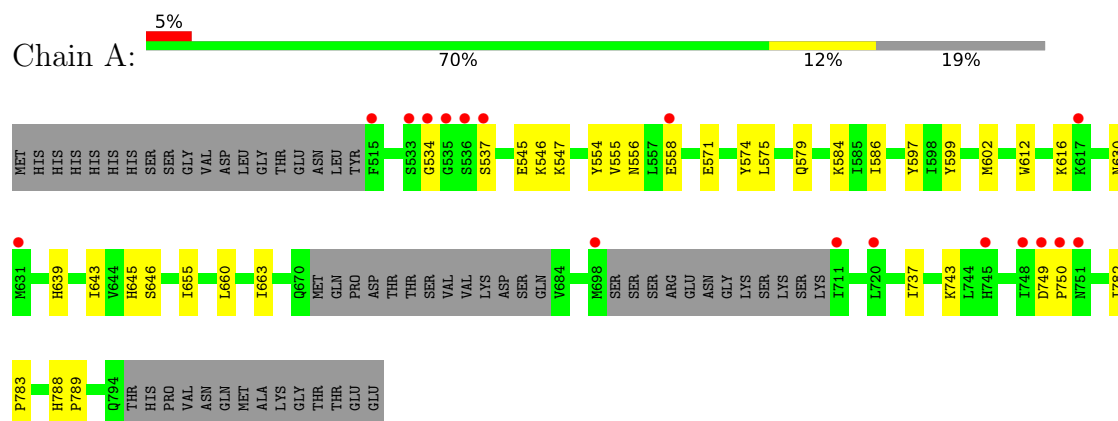 5%
Chain A:
70% 12% 19%
MET HIS HIS HIS HIS HIS HIS SER SER GLY VAL ASP LEU GLY THR GLU ASN LEU TYR F515 S533 G534 G535 S536 S537 E545 K546 K547 Y554 V555 N556 L557 E558 E571 Y574 L575 Q579 K584 I585 I586 Y597 I598 Y599 M602 W612 K616 K617 N630
M631 H639 I643 V644 H645 S646 I655 L660 I663 Q670 MET GLN PRO ASP THR THR SER VAL VAL LYS ASP SER GLN V684 M698 SER SER SER ARG GLU ASN GLY LYS SER LYS SER LYS I711 L720 I737 K743 L744 H745 I748 D749 P750 N751 I782
P783 H788 P789 Q794 THR HIS PRO VAL ASN GLN MET ALA LYS GLY THR THR GLU GLU